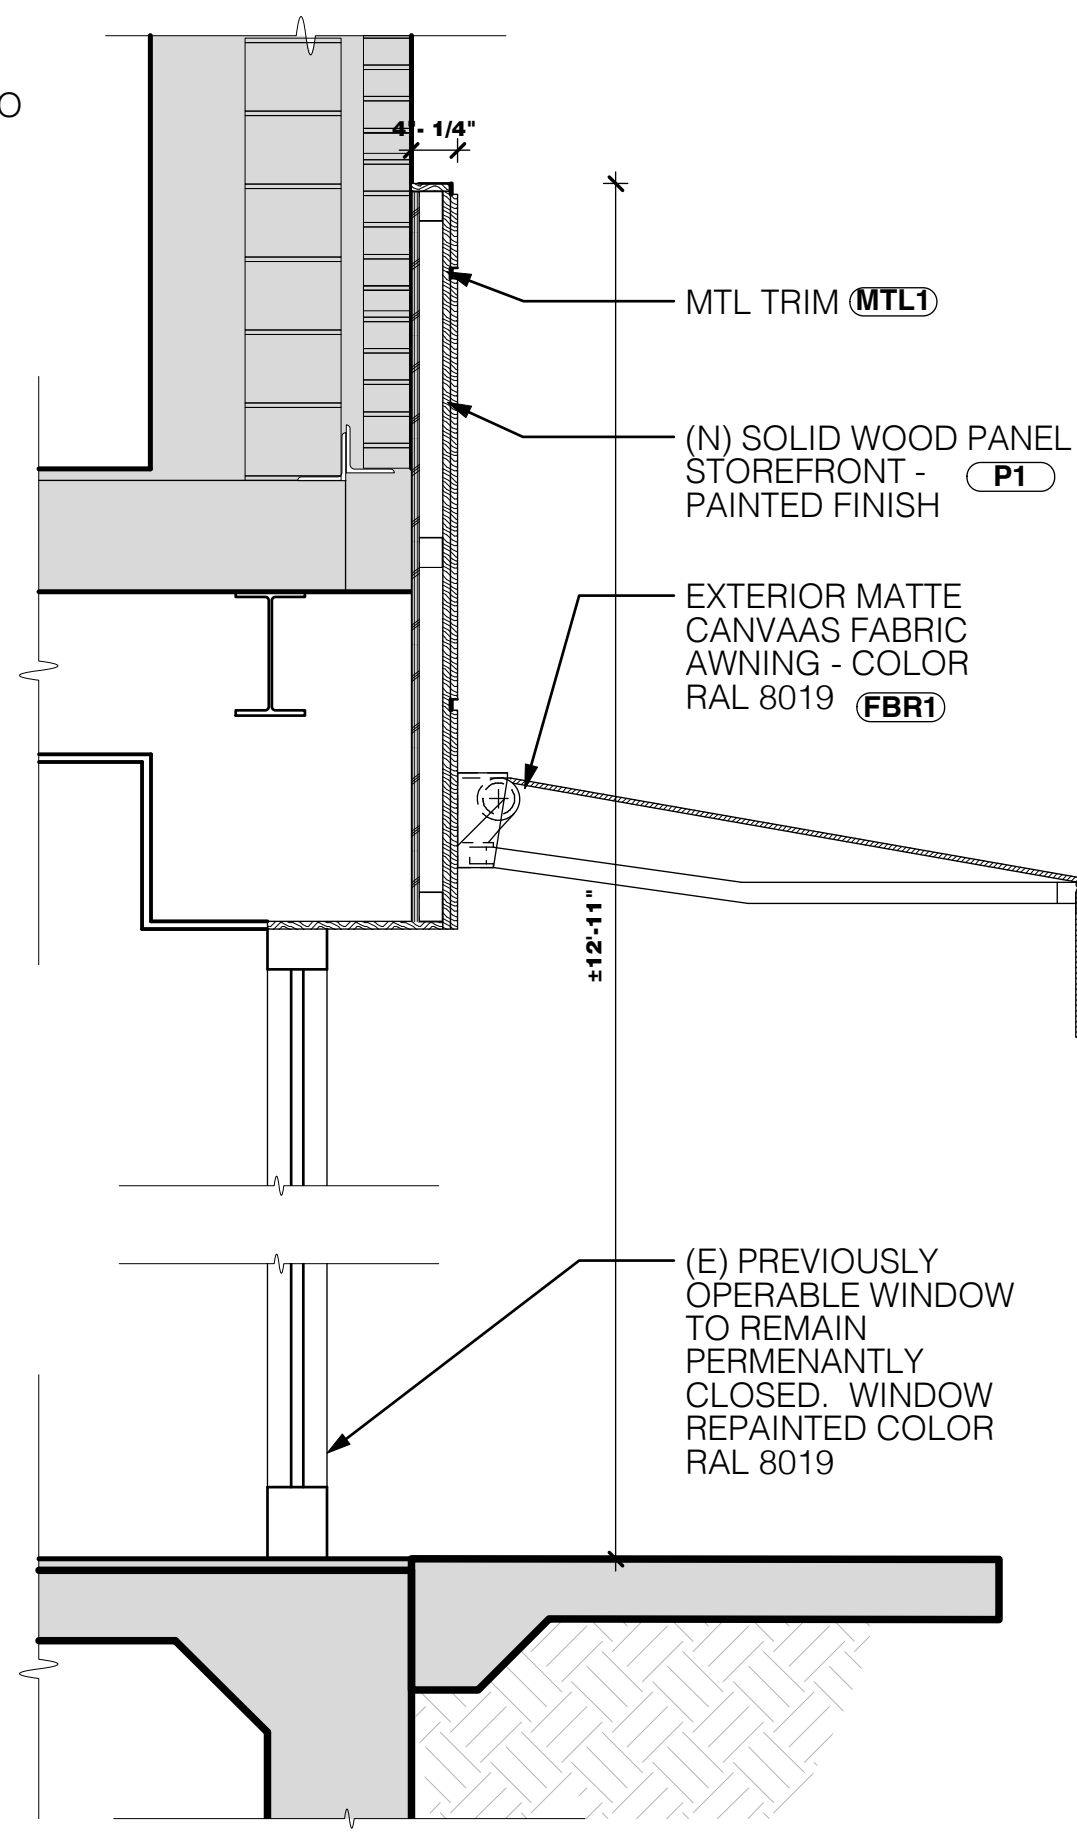 O
4"- 1/4"
MTL TRIM MTL1
(N) SOLID WOOD PANEL
STOREFRONT - P1
PAINTED FINISH
EXTERIOR MATTE
CANVAAS FABRIC
AWNING - COLOR
RAL 8019 FBR1
±12'-11"
(E) PREVIOUSLY
OPERABLE WINDOW
TO REMAIN
PERMENANTLY
CLOSED. WINDOW
REPAINTED COLOR
RAL 8019